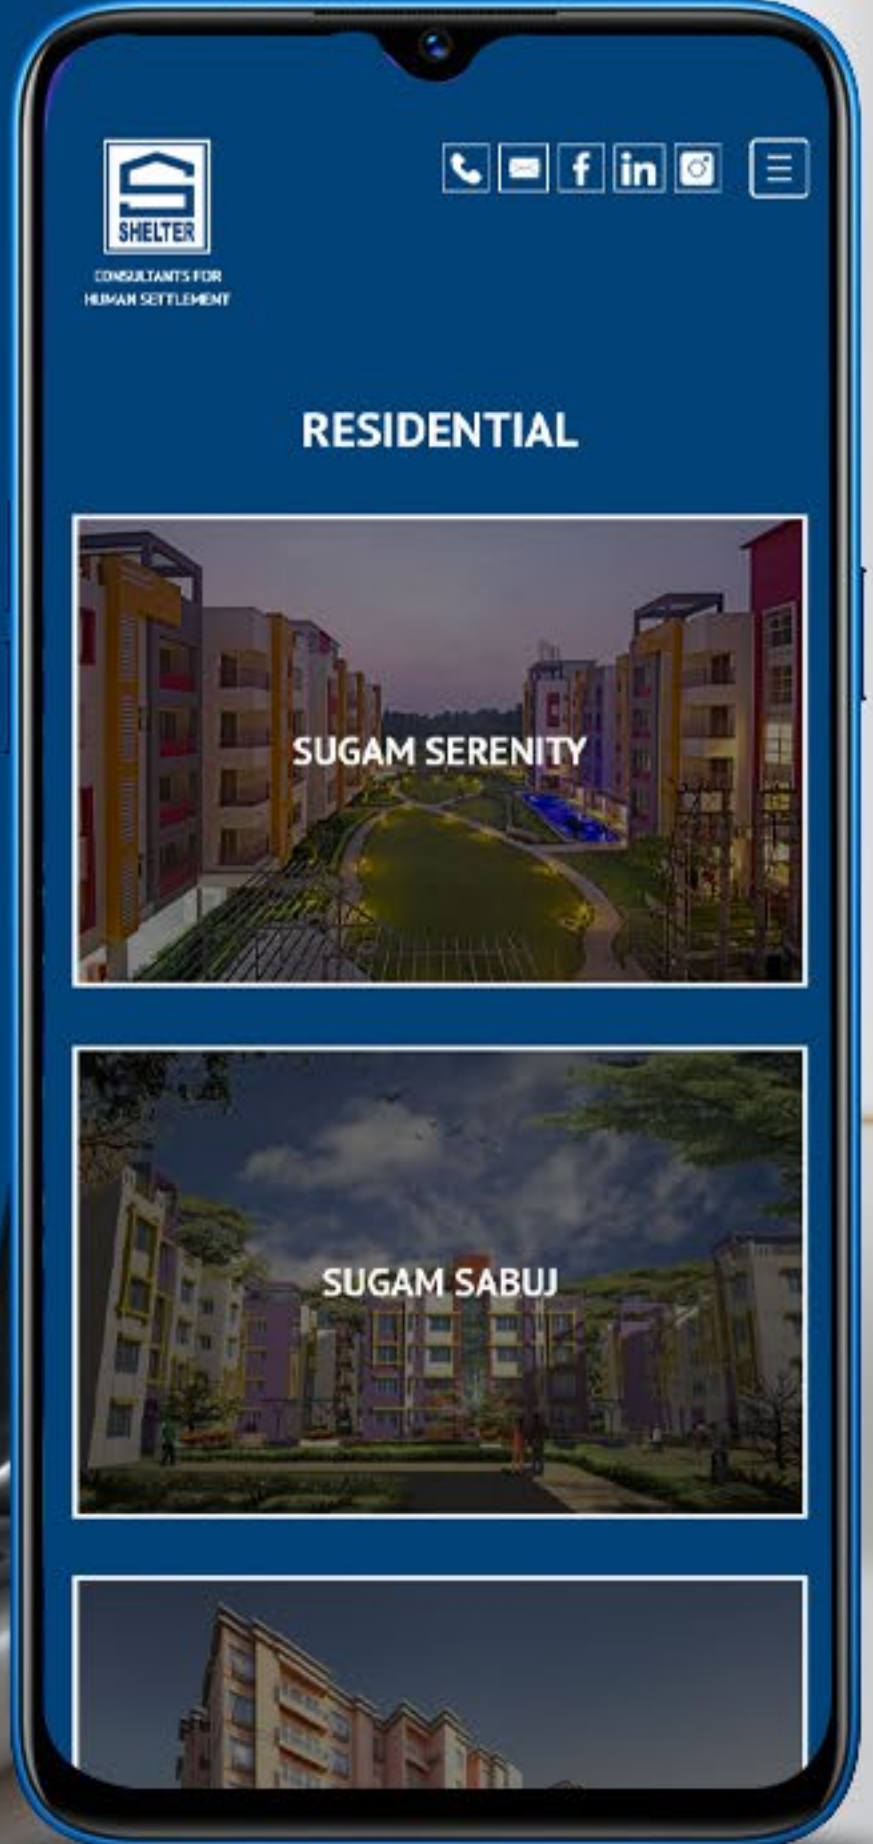 SHELTER
CONSULTANTS FOR
HUMAN SETTLEMENT
RESIDENTIAL
SUGAM SERENITY
SUGAM SABUJ